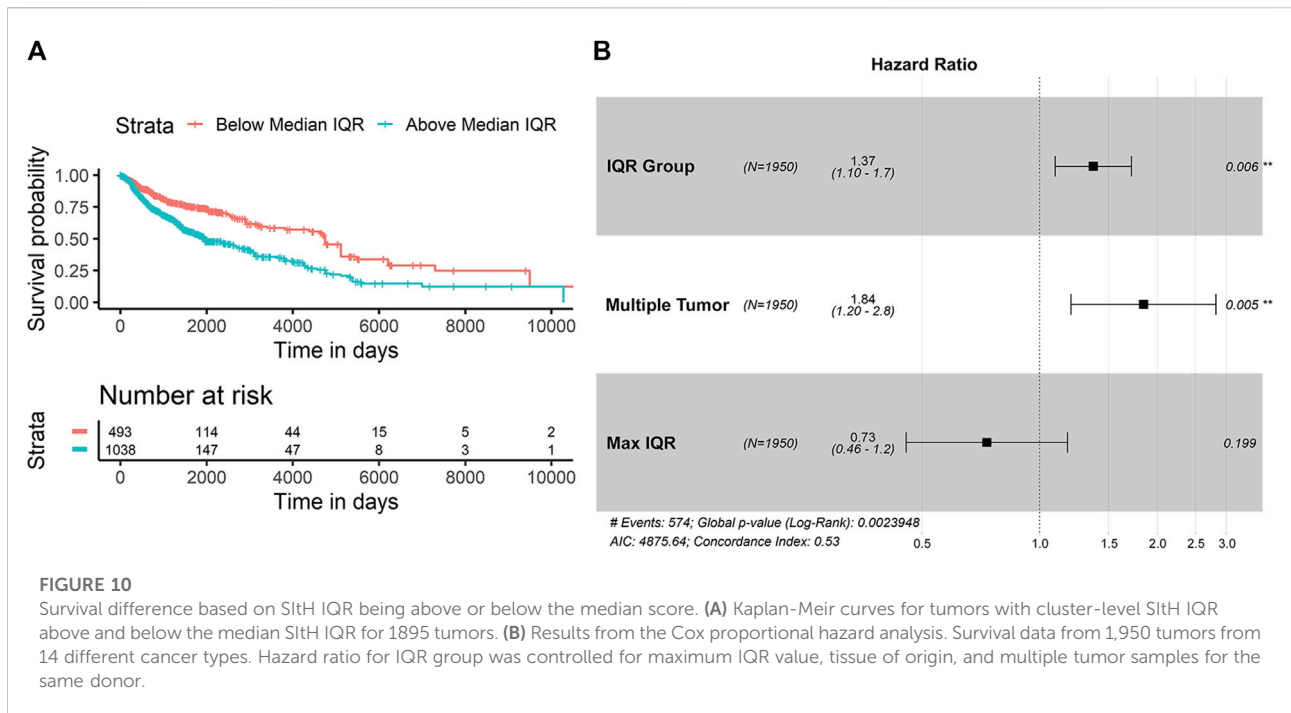 A
Strata Below Median IQR Above Median IQR
Survival probability
1.00
0.75
0.50
0.25
0.00
0 2000 4000 6000 8000 10000
Time in days
Number at risk
Strata
493 114 44 15 5 2
1038 147 47 8 3 1
0 2000 4000 6000 8000 10000
Time in days
B
Hazard Ratio
IQR Group (N=1950) 1.37 (1.10 - 1.7) 0.006 **
Multiple Tumor (N=1950) 1.84 (1.20 - 2.8) 0.005 **
Max IQR (N=1950) 0.73 (0.46 - 1.2) 0.199
# Events: 574; Global p-value (Log-Rank): 0.0023948
AIC: 4875.64; Concordance Index: 0.53
0.5 1.0 1.5 2.0 2.5 3.0
FIGURE 10
Survival difference based on SItH IQR being above or below the median score. (A) Kaplan-Meir curves for tumors with cluster-level SItH IQR
above and below the median SItH IQR for 1895 tumors. (B) Results from the Cox proportional hazard analysis. Survival data from 1,950 tumors from
14 different cancer types. Hazard ratio for IQR group was controlled for maximum IQR value, tissue of origin, and multiple tumor samples for the
same donor.